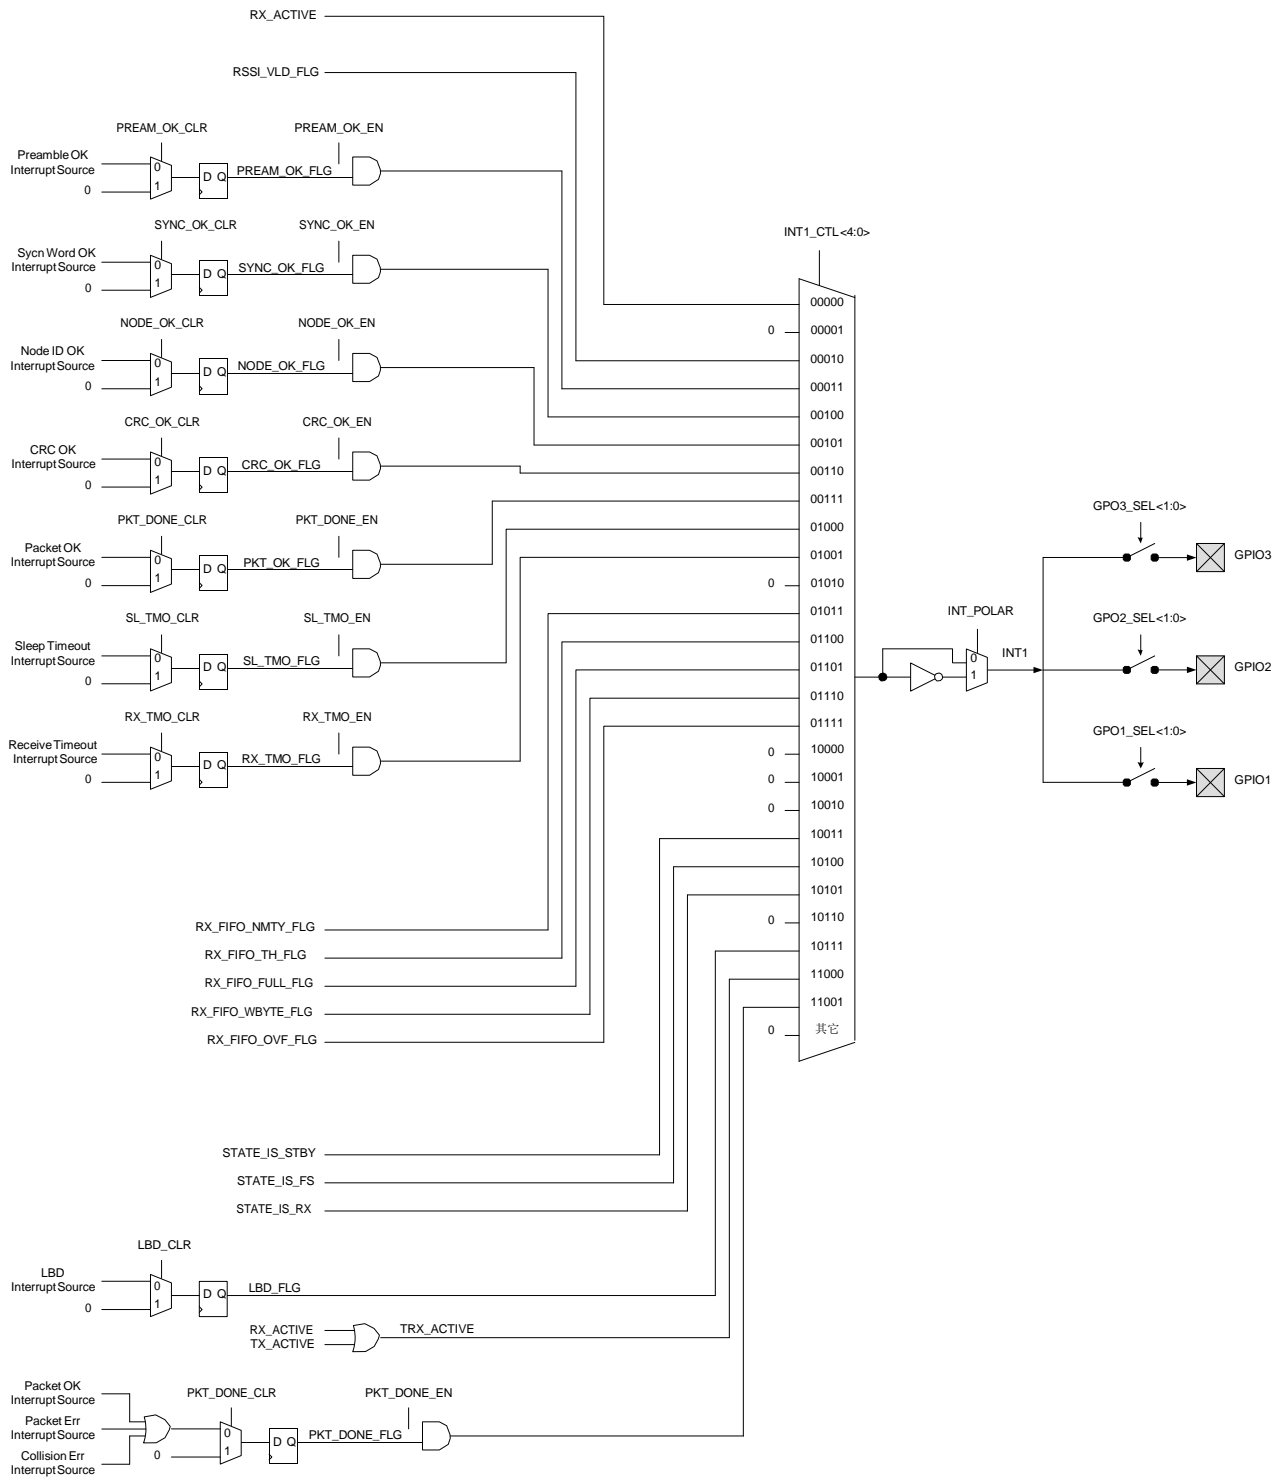 RX_ACTIVE
RSSI_VLD_FLG
PREAM_OK_CLR
PREAM_OK_EN
Preamble OK
Interrupt Source
0
0
1
D Q
PREAM_OK_FLG
SYNC_OK_CLR
SYNC_OK_EN
Sycn Word OK
Interrupt Source
0
0
1
D Q
SYNC_OK_FLG
NODE_OK_CLR
NODE_OK_EN
Node ID OK
Interrupt Source
0
0
1
D Q
NODE_OK_FLG
CRC_OK_CLR
CRC_OK_EN
CRC OK
Interrupt Source
0
0
1
D Q
CRC_OK_FLG
PKT_DONE_CLR
PKT_DONE_EN
Packet OK
Interrupt Source
0
0
1
D Q
PKT_OK_FLG
SL_TMO_CLR
SL_TMO_EN
Sleep Timeout
Interrupt Source
0
0
1
D Q
SL_TMO_FLG
RX_TMO_CLR
RX_TMO_EN
Receive Timeout
Interrupt Source
0
0
1
D Q
RX_TMO_FLG
RX_FIFO_NMTY_FLG
RX_FIFO_TH_FLG
RX_FIFO_FULL_FLG
RX_FIFO_WBYTE_FLG
RX_FIFO_OVF_FLG
STATE_IS_STBY
STATE_IS_FS
STATE_IS_RX
LBD_CLR
LBD
Interrupt Source
0
0
1
D Q
LBD_FLG
RX_ACTIVE
TX_ACTIVE
TRX_ACTIVE
Packet OK
Interrupt Source
Packet Err
Interrupt Source
Collision Err
Interrupt Source
PKT_DONE_CLR
PKT_DONE_EN
0
0
1
D Q
PKT_DONE_FLG
INT1_CTL<4:0>
00000
0 00001
00010
00011
00100
00101
00110
00111
01000
01001
0 01010
01011
01100
01101
01110
01111
0 10000
0 10001
0 10010
10011
10100
10101
0 10110
10111
11000
11001
0 其它
INT_POLAR
0
1
INT1
GPO3_SEL<1:0>
GPIO3
GPO2_SEL<1:0>
GPIO2
GPO1_SEL<1:0>
GPIO1